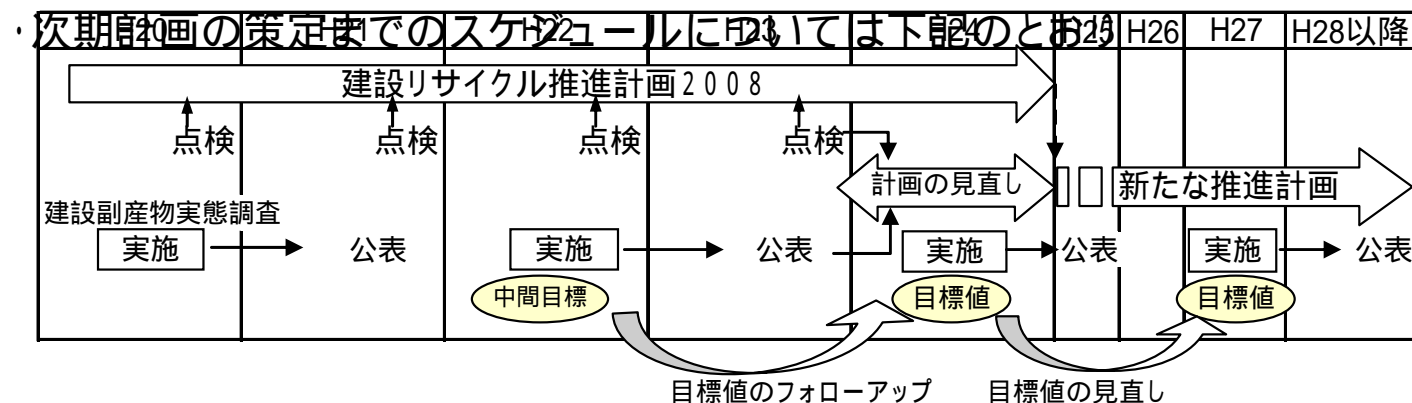 ・次期計画の策定までのスケジュールについては下記のとおり
H20 H21 H22 H23 H24 H25 H26 H27 H28以降
建設リサイクル推進計画2008
点検 点検 点検 点検
計画の見直し 新たな推進計画
建設副産物実態調査
実施 公表 実施 公表 実施 公表 実施 公表
中間目標 目標値 目標値
目標値のフォローアップ 目標値の見直し